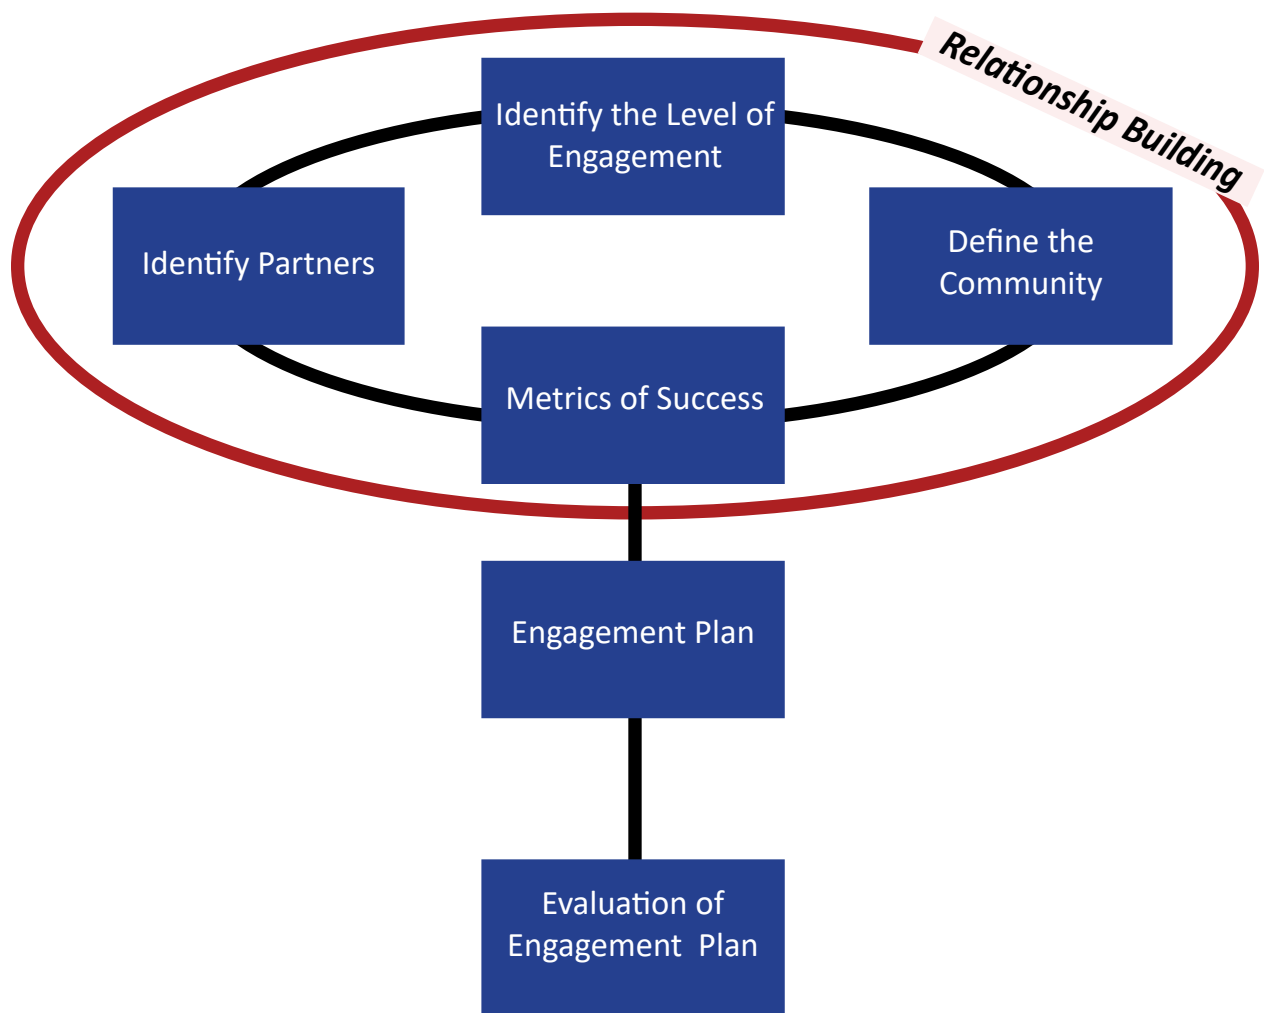 Relationship Building
Identify the Level of
Engagement
Identify Partners
Define the
Community
Metrics of Success
Engagement Plan
Evaluation of
Engagement  Plan